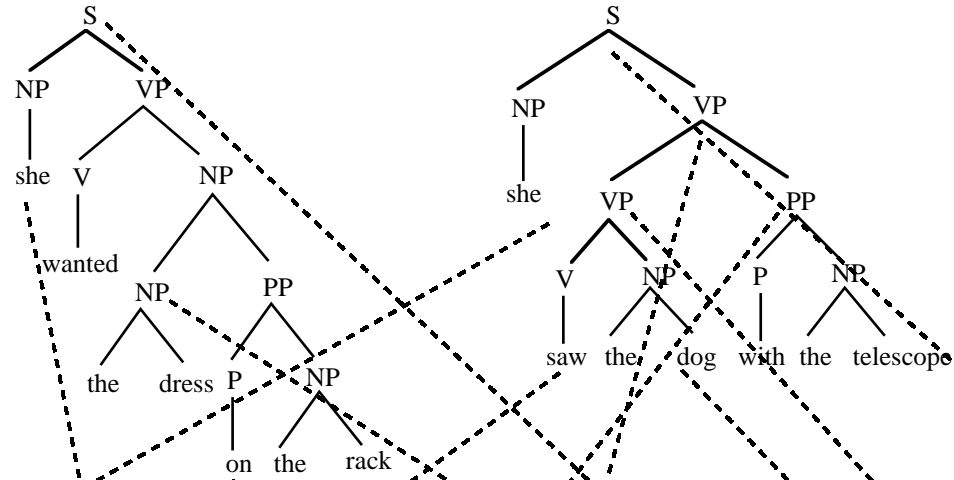 S
NP VP
she V NP
wanted
NP PP
the dress P NP
on the rack
S
NP VP
she VP PP
V NP P NP
saw the dog with the telescope